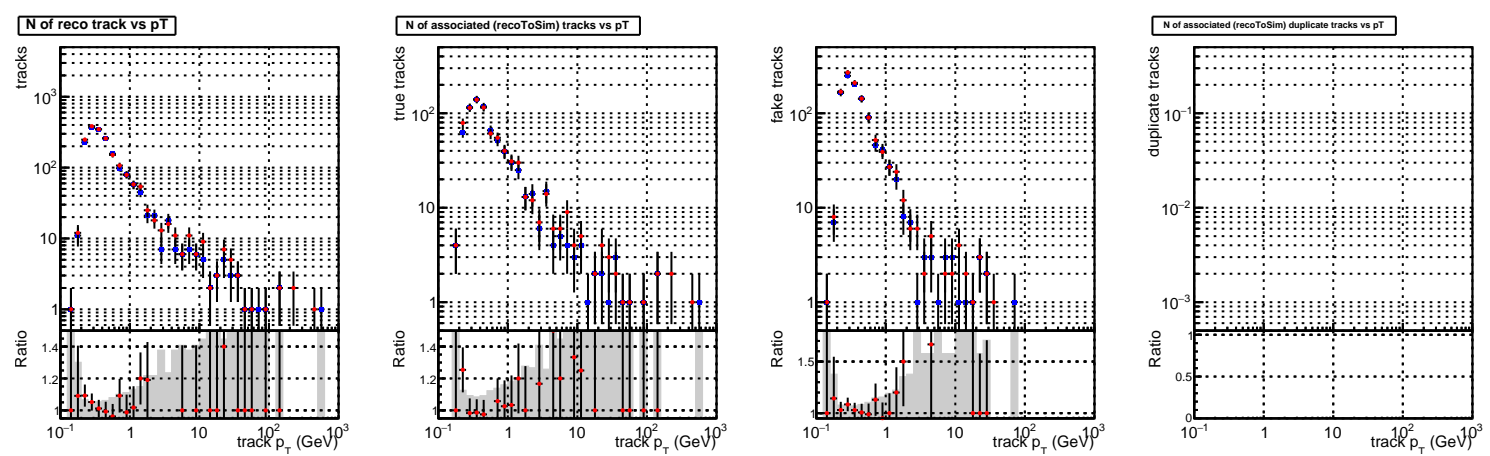 N of reco track vs pT
tracks
10³
10²
10
1
Ratio
1.4
1.2
1
10⁻¹ 1 10 10² 10³
track p_T (GeV)
N of associated (recoToSim) tracks vs pT
true tracks
10²
10
1
Ratio
1.4
1.2
1
10⁻¹ 1 10 10² 10³
track p_T (GeV)
fake tracks
10²
10
1
Ratio
1.5
1
10⁻¹ 1 10 10² 10³
track p_T (GeV)
N of associated (recoToSim) duplicate tracks vs pT
duplicate tracks
10⁻¹
10⁻²
10⁻³
Ratio
1
0.5
0
10⁻¹ 1 10 10² 10³
track p_T (GeV)